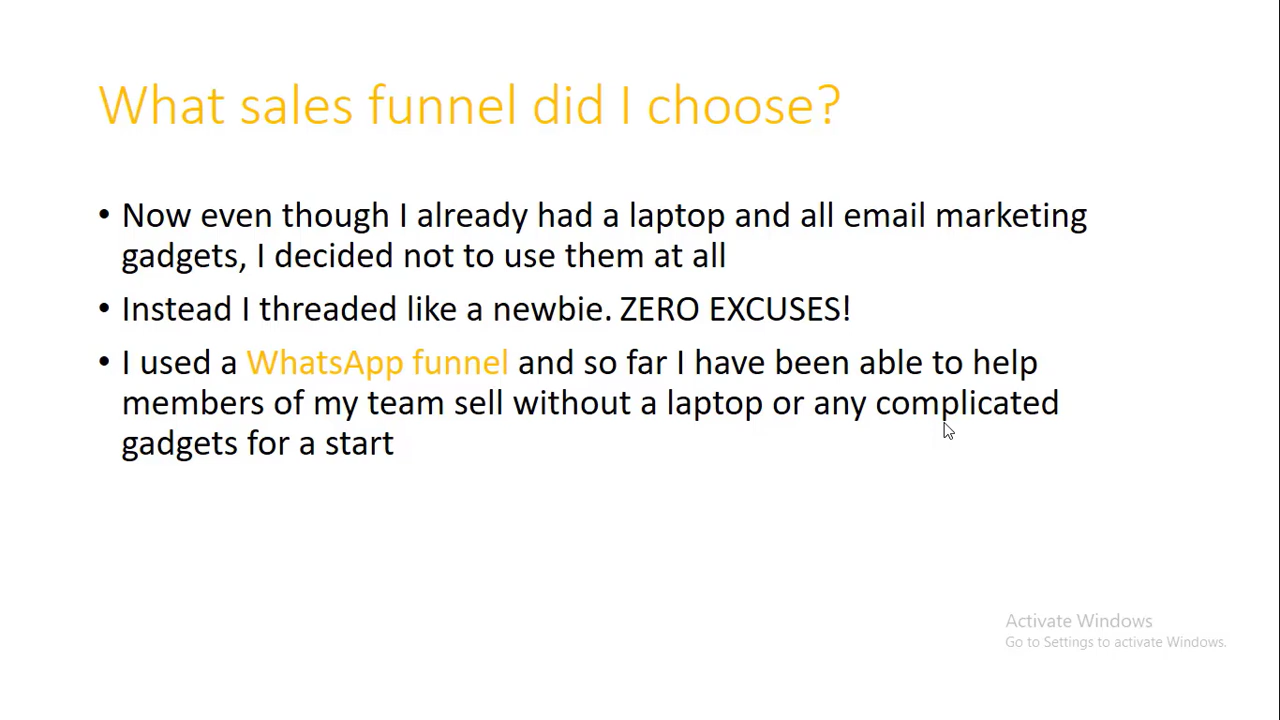 What sales funnel did I choose?
• Now even though I already had a laptop and all email marketing
gadgets, I decided not to use them at all
• Instead I threaded like a newbie. ZERO EXCUSES!
• I used a WhatsApp funnel and so far I have been able to help
members of my team sell without a laptop or any complicated
gadgets for a start
Activate Windows
Go to Settings to activate Windows.